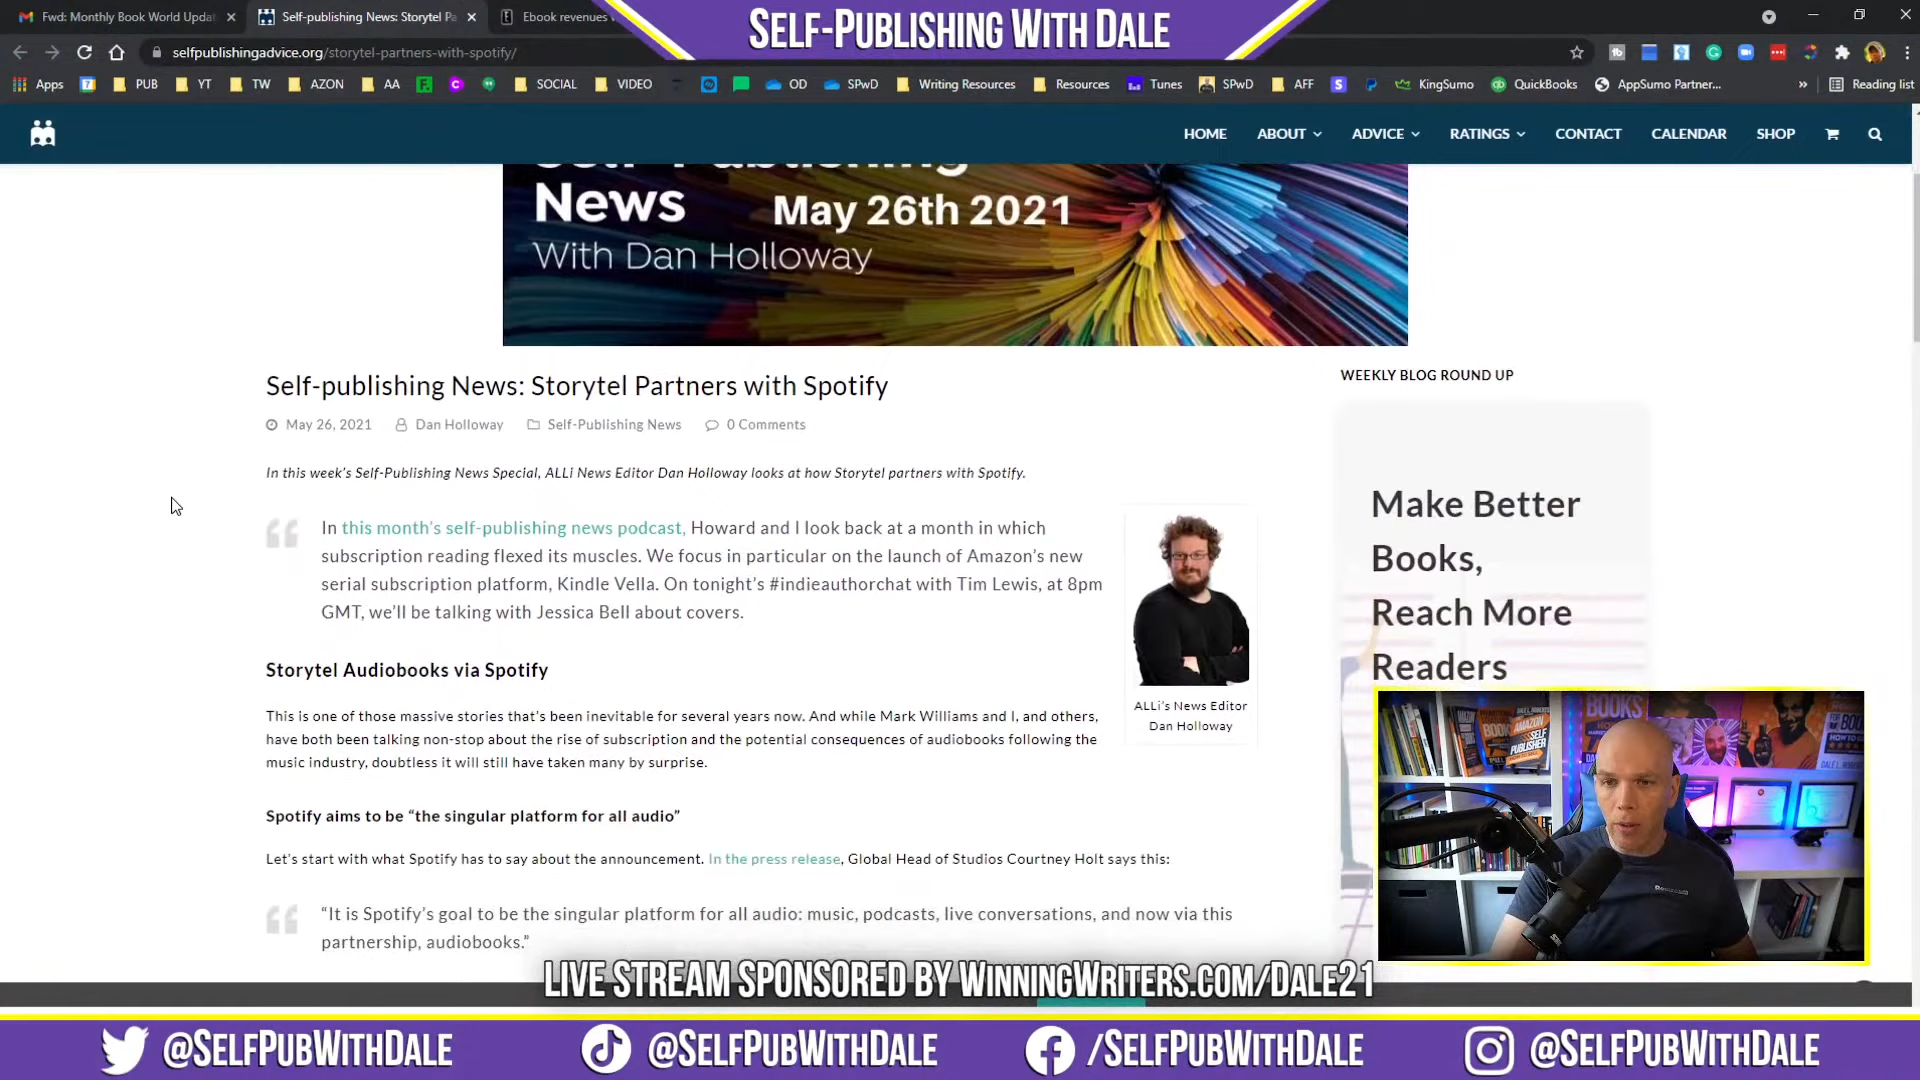 Fwd: Monthly Book World Upda
Self-publishing News: Storytel Pa
Ebook revenues
Self-Publishing With Dale
selfpublishingadvice.org/storytel-partners-with-spotify/
Apps
PUB
YT
TW
AZON
AA
SOCIAL
VIDEO
OD
SPwD
Writing Resources
Resources
Tunes
SPwD
AFF
KingSumo
QuickBooks
AppSumo Partner...
Reading list
HOME
ABOUT
ADVICE
RATINGS
CONTACT
CALENDAR
SHOP
Self-Publishing
News
May 26th 2021
With Dan Holloway
Self-publishing News: Storytel Partners with Spotify
May 26, 2021
Dan Holloway
Self-Publishing News
0 Comments
In this week's Self-Publishing News Special, ALLi News Editor Dan Holloway looks at how Storytel partners with Spotify.
In this month's self-publishing news podcast, Howard and I look back at a month in which
subscription reading flexed its muscles. We focus in particular on the launch of Amazon's new
serial subscription platform, Kindle Vella. On tonight's #indieauthorchat with Tim Lewis, at 8pm
GMT, we'll be talking with Jessica Bell about covers.
ALLi's News Editor
Dan Holloway
Storytel Audiobooks via Spotify
This is one of those massive stories that's been inevitable for several years now. And while Mark Williams and I, and others,
have both been talking non-stop about the rise of subscription and the potential consequences of audiobooks following the
music industry, doubtless it will still have taken many by surprise.
Spotify aims to be “the singular platform for all audio”
Let's start with what Spotify has to say about the announcement. In the press release, Global Head of Studios Courtney Holt says this:
“It is Spotify's goal to be the singular platform for all audio: music, podcasts, live conversations, and now via this
partnership, audiobooks.”
WEEKLY BLOG ROUND UP
Make Better
Books,
Reach More
Readers
LIVE STREAM SPONSORED BY WINNINGWRITERS.COM/DALE21
@SELFPUBWITHDALE
@SELFPUBWITHDALE
/SELFPUBWITHDALE
@SELFPUBWITHDALE